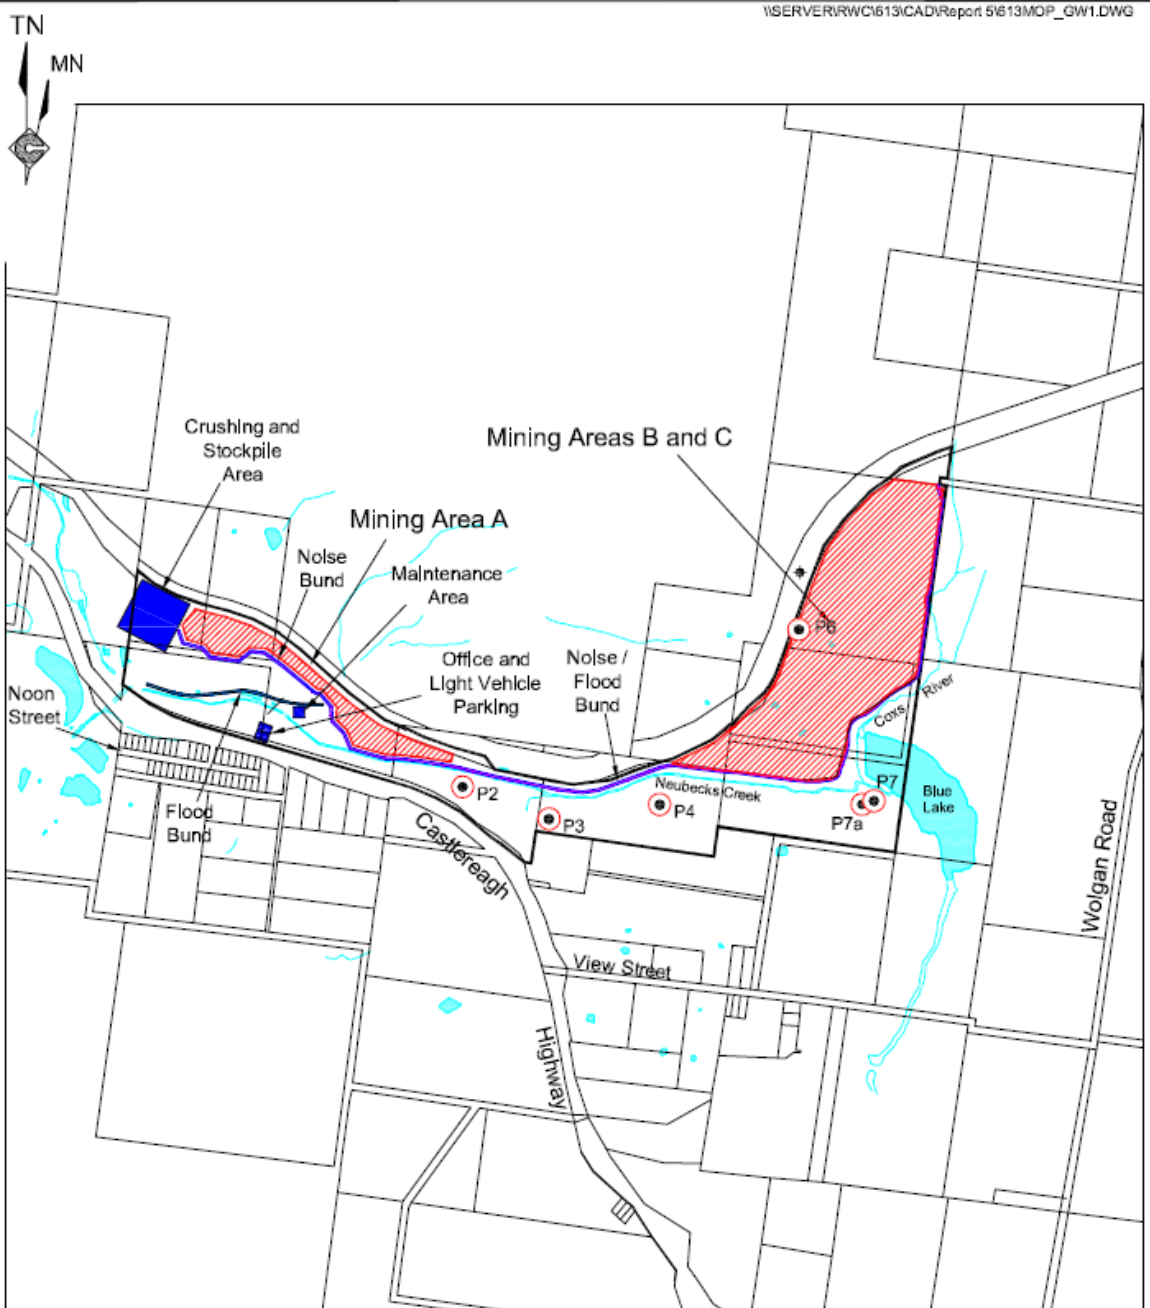 \\SERVER\RWC\613\CAD\Report 5\613MOP_GW1.DWG
TN
MN
Crushing and
Stockpile
Area
Mining Areas B and C
Mining Area A
Noise
Bund
Maintenance
Area
P6
Office and
Light Vehicle
Parking
Noise /
Flood
Bund
Noon
Street
Coxs River
P7
Neubecks Creek
Blue
Lake
P2
P4
P7a
P3
Flood
Bund
Castlereagh
Wolgan Road
View Street
Highway